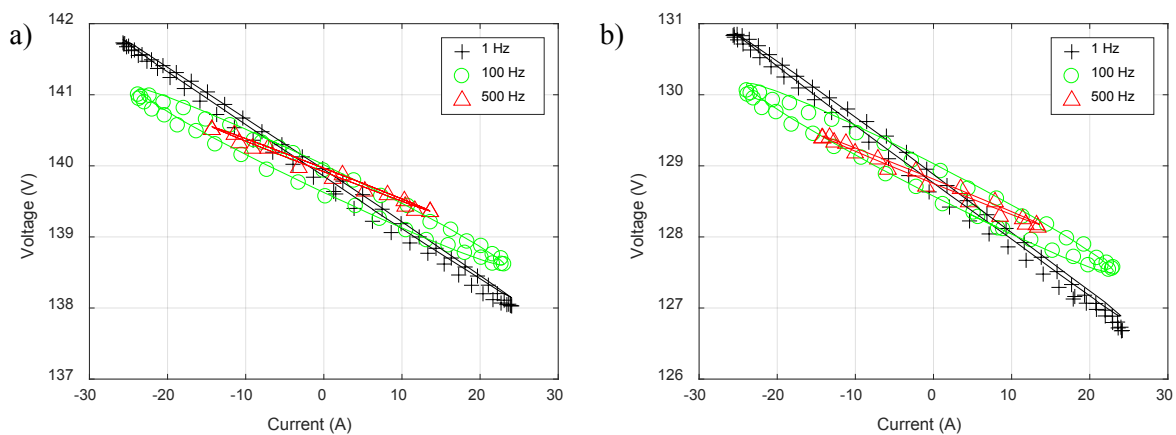 a)
142
141
140
139
138
137
Voltage (V)
-30 -20 -10 0 10 20 30
Current (A)
1 Hz
100 Hz
500 Hz
b)
131
130
129
128
127
126
Voltage (V)
-30 -20 -10 0 10 20 30
Current (A)
1 Hz
100 Hz
500 Hz